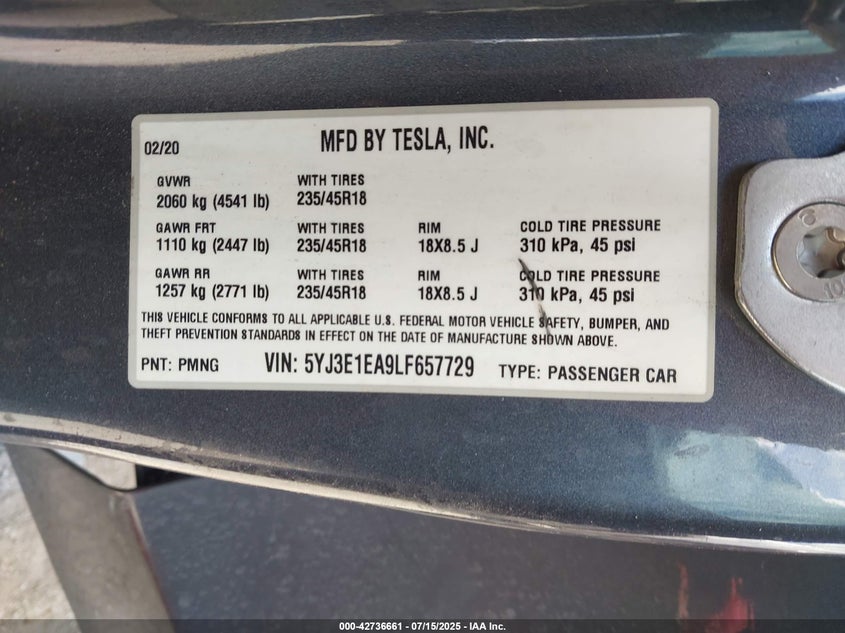 02/20 MFD BY TESLA, INC.
GVWR WITH TIRES
2060 kg (4541 lb) 235/45R18
GAWR FRT WITH TIRES RIM COLD TIRE PRESSURE
1110 kg (2447 lb) 235/45R18 18X8.5 J 310 kPa, 45 psi
GAWR RR WITH TIRES RIM COLD TIRE PRESSURE
1257 kg (2771 lb) 235/45R18 18X8.5 J 310 kPa, 45 psi
THIS VEHICLE CONFORMS TO ALL APPLICABLE U.S. FEDERAL MOTOR VEHICLE SAFETY, BUMPER, AND
THEFT PREVENTION STANDARDS IN EFFECT ON THE DATE OF MANUFACTURE SHOWN ABOVE.
PNT: PMNG VIN: 5YJ3E1EA9LF657729 TYPE: PASSENGER CAR
000-42736661 - 07/15/2025 - IAA Inc.